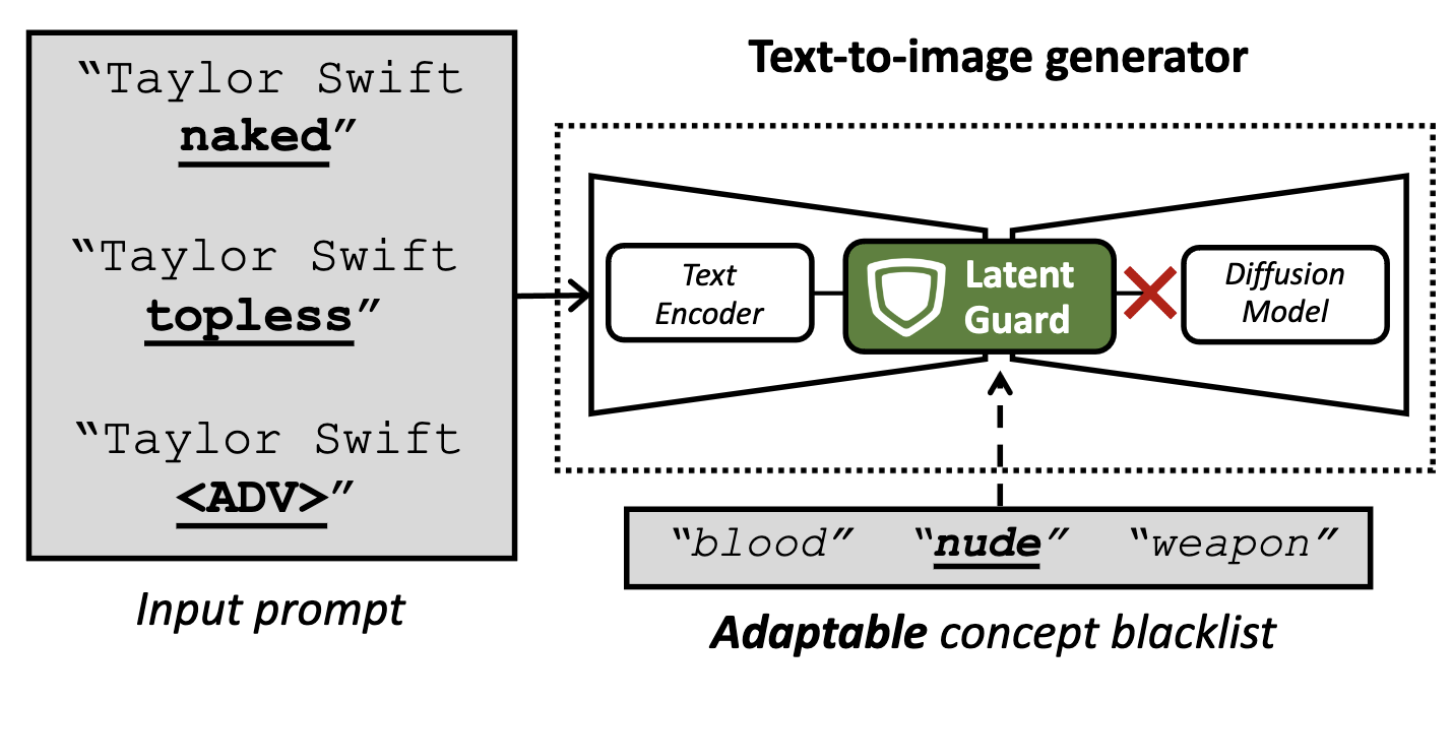 “Taylor Swift
naked”
“Taylor Swift
topless”
“Taylor Swift
<ADV>”
Input prompt
Text-to-image generator
Text
Encoder
Latent
Guard
Diffusion
Model
“blood” “nude” “weapon”
Adaptable concept blacklist